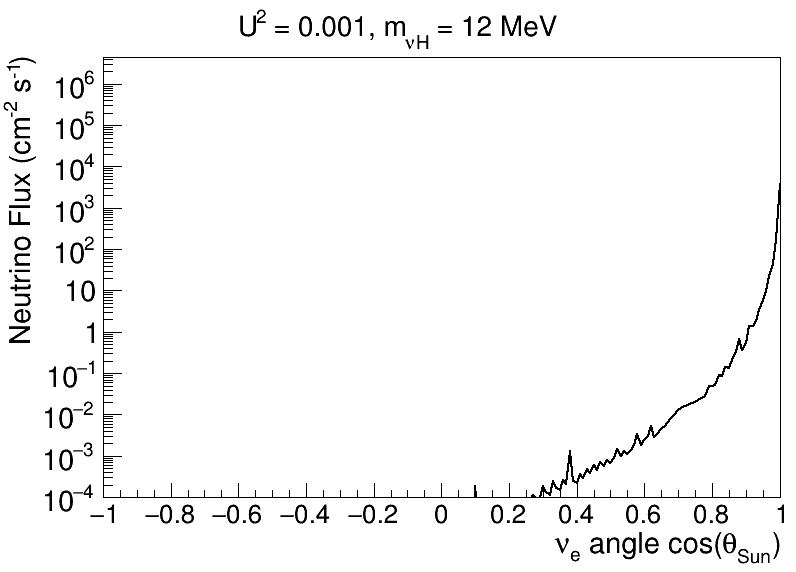 U² = 0.001, m_νH = 12 MeV
Neutrino Flux (cm⁻² s⁻¹)
10⁶
10⁵
10⁴
10³
10²
10
1
10⁻¹
10⁻²
10⁻³
10⁻⁴
−1 −0.8 −0.6 −0.4 −0.2 0 0.2 0.4 0.6 0.8 1
ν_e angle cos(θ_Sun)